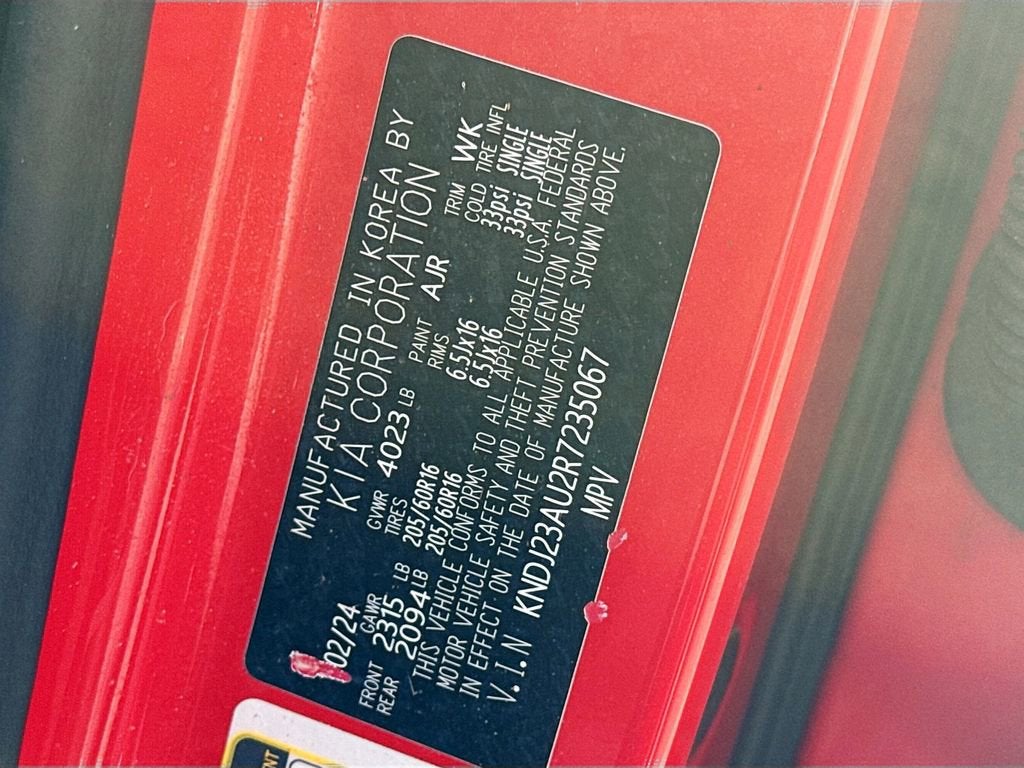 MANUFACTURED IN KOREA BY
KIA CORPORATION
02/24 GVWR 4023 LB PAINT AJR TRIM WK
GAWR TIRES RIMS COLD TIRE INFL.
FRONT 2315 LB 205/60R16 6.5Jx16 33psi SINGLE
REAR 2094 LB 205/60R16 6.5Jx16 33psi SINGLE
THIS VEHICLE CONFORMS TO ALL APPLICABLE U.S.A. FEDERAL
MOTOR VEHICLE SAFETY AND THEFT PREVENTION STANDARDS
IN EFFECT ON THE DATE OF MANUFACTURE SHOWN ABOVE.
V.I.N KNDJ23AU2R7235067
MPV